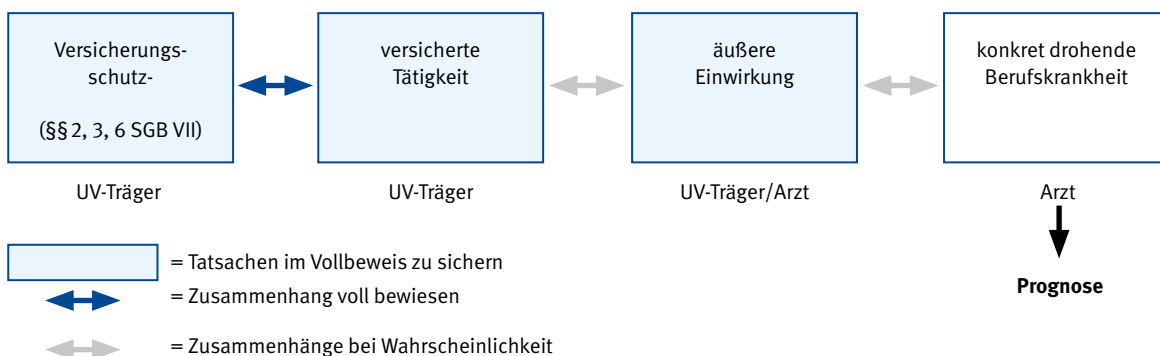 Versicherungs-
schutz-
(§§ 2, 3, 6 SGB VII)
UV-Träger
versicherte
Tätigkeit
UV-Träger
äußere
Einwirkung
UV-Träger/Arzt
konkret drohende
Berufskrankheit
Arzt
Prognose
= Tatsachen im Vollbeweis zu sichern
= Zusammenhang voll bewiesen
= Zusammenhänge bei Wahrscheinlichkeit